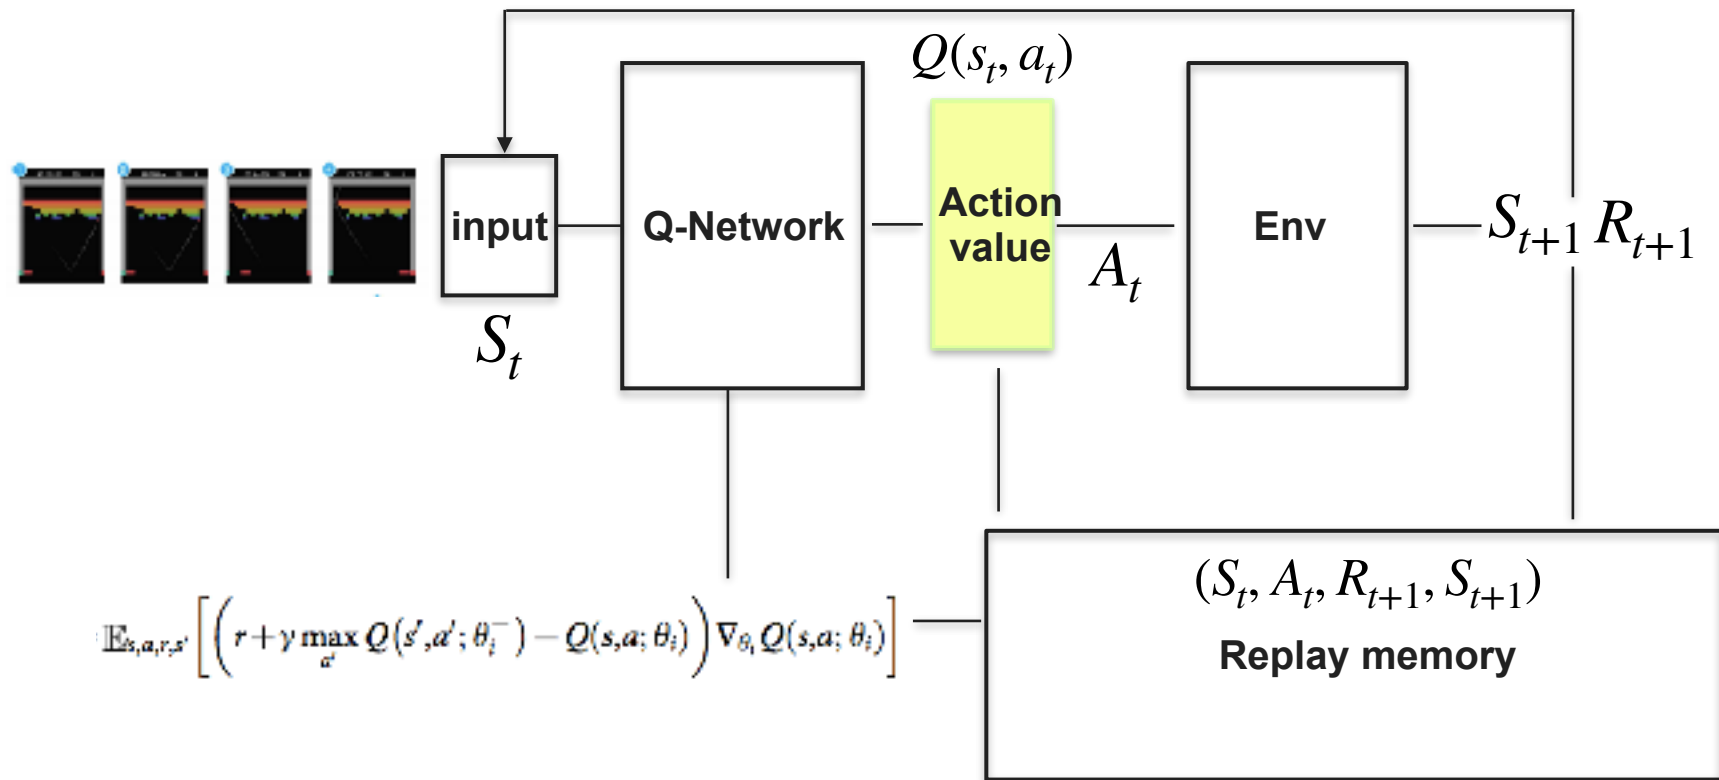 Q(s_t, a_t)
input
Q-Network
Action
value
Env
S_{t+1} R_{t+1}
A_t
S_t
(S_t, A_t, R_{t+1}, S_{t+1})
Replay memory
𝔼_{s,a,r,s'} [ ( r + γ max_{a'} Q(s', a'; θ_i^-) − Q(s, a; θ_i) ) ∇_{θ_i} Q(s, a; θ_i) ]